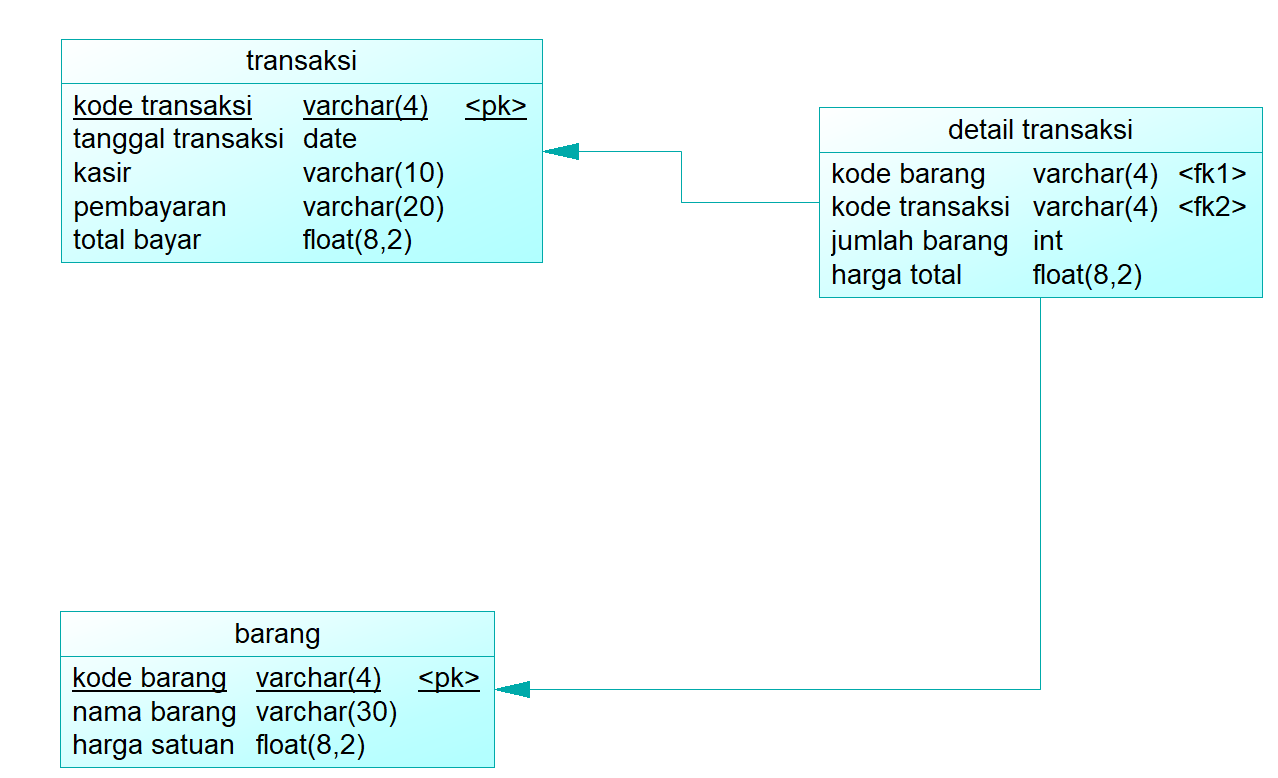 transaksi
kode transaksi varchar(4) <pk>
tanggal transaksi date
kasir varchar(10)
pembayaran varchar(20)
total bayar float(8,2)
detail transaksi
kode barang varchar(4) <fk1>
kode transaksi varchar(4) <fk2>
jumlah barang int
harga total float(8,2)
barang
kode barang varchar(4) <pk>
nama barang varchar(30)
harga satuan float(8,2)